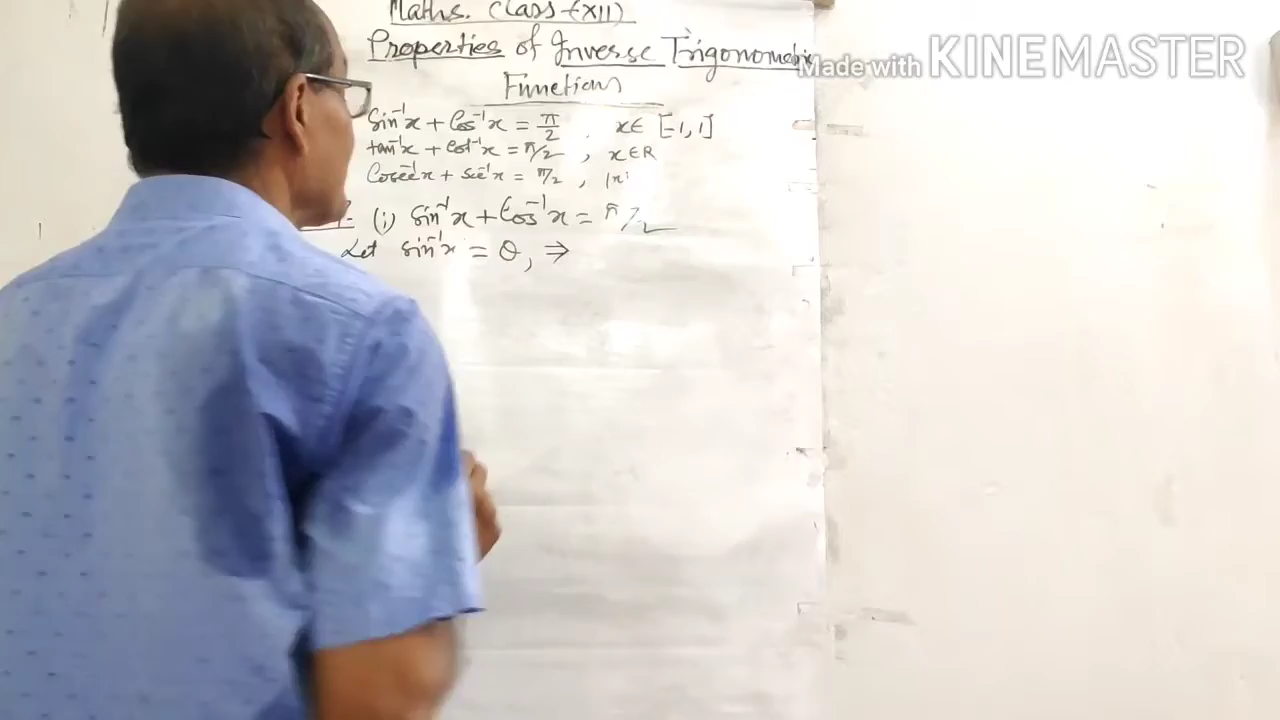 Maths. Class-(XII)
Properties of Inverse Trigonometric
Functions
Made with KINEMASTER
Sin⁻¹x + Cos⁻¹x = π/2 , x∈ [-1, 1]
tan⁻¹x + Cot⁻¹x = π/2 , x∈R
Cosec⁻¹x + Sec⁻¹x = π/2 , |x|
(i) Sin⁻¹x + Cos⁻¹x = π/2
Let Sin⁻¹x = θ, ⇒